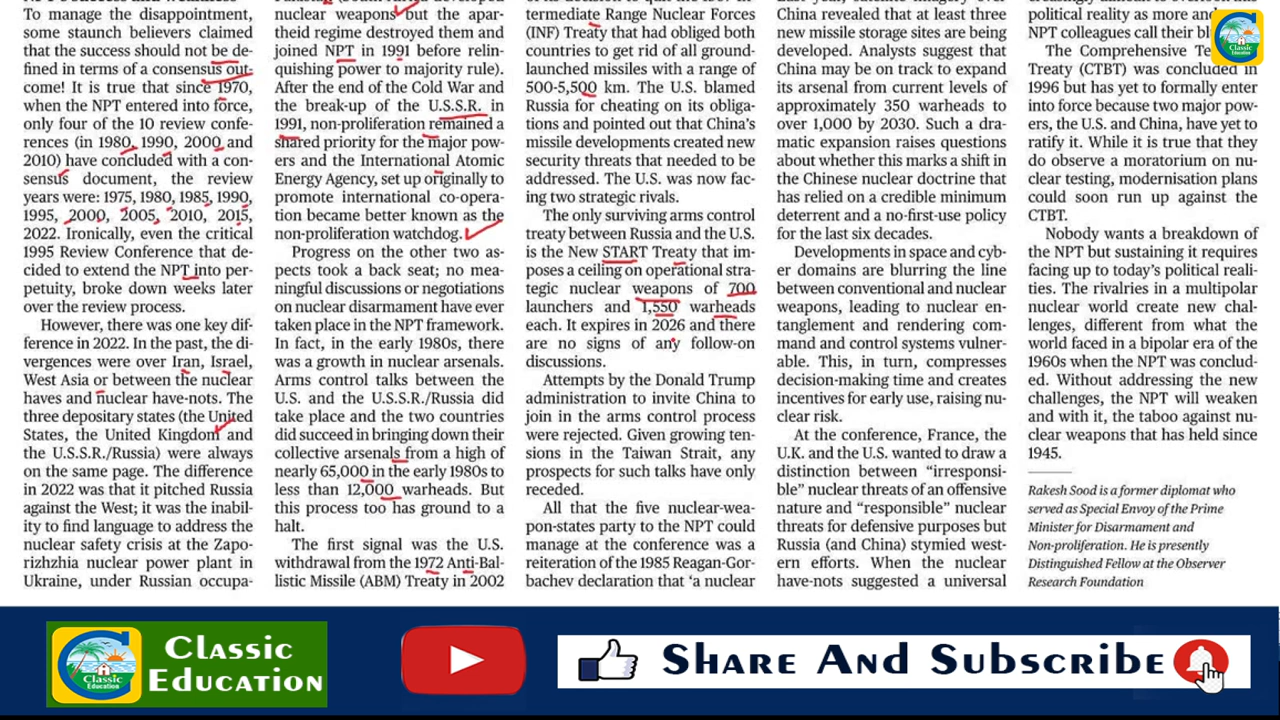 To manage the disappointment,
some staunch believers claimed
that the success should not be de-
fined in terms of a consensus out-
come! It is true that since 1970,
when the NPT entered into force,
only four of the 10 review confe-
rences (in 1980, 1990, 2000 and
2010) have concluded with a con-
sensus document, the review
years were: 1975, 1980, 1985, 1990,
1995, 2000, 2005, 2010, 2015,
2022. Ironically, even the critical
1995 Review Conference that de-
cided to extend the NPT into per-
petuity, broke down weeks later
over the review process.
However, there was one key dif-
ference in 2022. In the past, the di-
vergences were over Iran, Israel,
West Asia or between the nuclear
haves and nuclear have-nots. The
three depositary states (the United
States, the United Kingdom and
the U.S.S.R./Russia) were always
on the same page. The difference
in 2022 was that it pitched Russia
against the West; it was the inabil-
ity to find language to address the
nuclear safety crisis at the Zapo-
rizhzhia nuclear power plant in
Ukraine, under Russian occupa-
nuclear weapons but the apar-
theid regime destroyed them and
joined NPT in 1991 before relin-
quishing power to majority rule).
After the end of the Cold War and
the break-up of the U.S.S.R. in
1991, non-proliferation remained a
shared priority for the major pow-
ers and the International Atomic
Energy Agency, set up originally to
promote international co-opera-
tion became better known as the
non-proliferation watchdog.
Progress on the other two as-
pects took a back seat; no mea-
ningful discussions or negotiations
on nuclear disarmament have ever
taken place in the NPT framework.
In fact, in the early 1980s, there
was a growth in nuclear arsenals.
Arms control talks between the
U.S. and the U.S.S.R./Russia did
take place and the two countries
did succeed in bringing down their
collective arsenals from a high of
nearly 65,000 in the early 1980s to
less than 12,000 warheads. But
this process too has ground to a
halt.
The first signal was the U.S.
withdrawal from the 1972 Anti-Bal-
listic Missile (ABM) Treaty in 2002
termediate Range Nuclear Forces
(INF) Treaty that had obliged both
countries to get rid of all ground-
launched missiles with a range of
500-5,500 km. The U.S. blamed
Russia for cheating on its obliga-
tions and pointed out that China's
missile developments created new
security threats that needed to be
addressed. The U.S. was now fac-
ing two strategic rivals.
The only surviving arms control
treaty between Russia and the U.S.
is the New START Treaty that im-
poses a ceiling on operational stra-
tegic nuclear weapons of 700
launchers and 1,550 warheads
each. It expires in 2026 and there
are no signs of any follow-on
discussions.
Attempts by the Donald Trump
administration to invite China to
join in the arms control process
were rejected. Given growing ten-
sions in the Taiwan Strait, any
prospects for such talks have only
receded.
All that the five nuclear-wea-
pon-states party to the NPT could
manage at the conference was a
reiteration of the 1985 Reagan-Gor-
bachev declaration that 'a nuclear
China revealed that at least three
new missile storage sites are being
developed. Analysts suggest that
China may be on track to expand
its arsenal from current levels of
approximately 350 warheads to
over 1,000 by 2030. Such a dra-
matic expansion raises questions
about whether this marks a shift in
the Chinese nuclear doctrine that
has relied on a credible minimum
deterrent and a no-first-use policy
for the last six decades.
Developments in space and cyb-
er domains are blurring the line
between conventional and nuclear
weapons, leading to nuclear en-
tanglement and rendering com-
mand and control systems vulner-
able. This, in turn, compresses
decision-making time and creates
incentives for early use, raising nu-
clear risk.
At the conference, France, the
U.K. and the U.S. wanted to draw a
distinction between "irresponsi-
ble" nuclear threats of an offensive
nature and "responsible" nuclear
threats for defensive purposes but
Russia (and China) stymied west-
ern efforts. When the nuclear
have-nots suggested a universal
political reality as more and
NPT colleagues call their
The Comprehensive
Treaty (CTBT) was concluded in
1996 but has yet to formally enter
into force because two major pow-
ers, the U.S. and China, have yet to
ratify it. While it is true that they
do observe a moratorium on nu-
clear testing, modernisation plans
could soon run up against the
CTBT.
Nobody wants a breakdown of
the NPT but sustaining it requires
facing up to today's political reali-
ties. The rivalries in a multipolar
nuclear world create new chal-
lenges, different from what the
world faced in a bipolar era of the
1960s when the NPT was conclud-
ed. Without addressing the new
challenges, the NPT will weaken
and with it, the taboo against nu-
clear weapons that has held since
1945.
Rakesh Sood is a former diplomat who
served as Special Envoy of the Prime
Minister for Disarmament and
Non-proliferation. He is presently
Distinguished Fellow at the Observer
Research Foundation
Classic
Education
Classic
Education
Classic
Education
Share And Subscribe